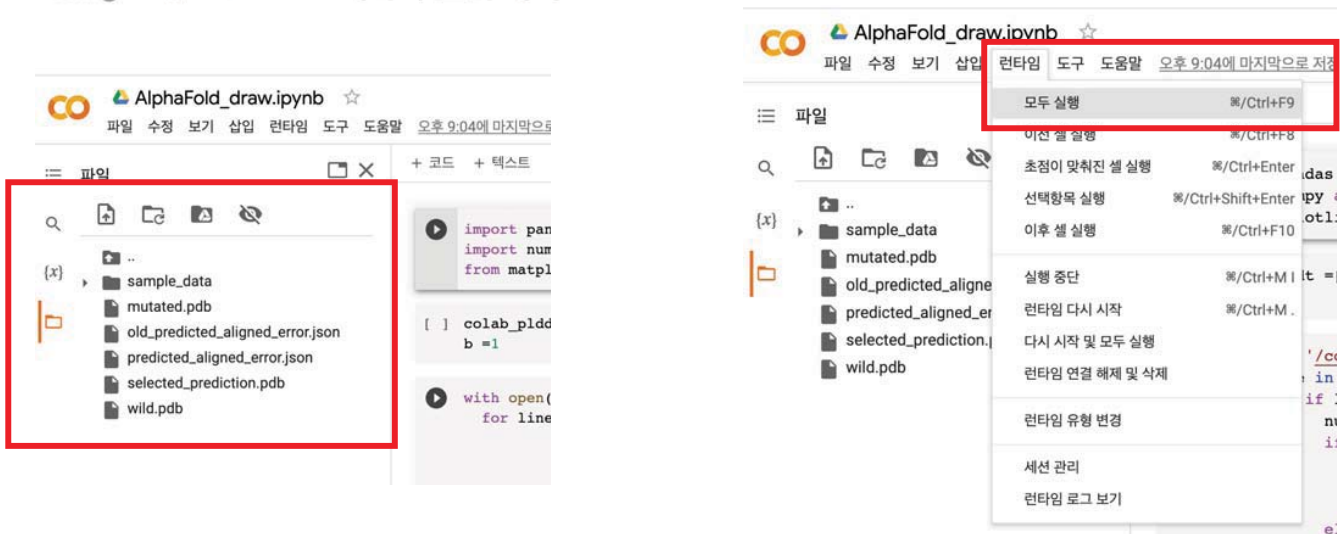 AlphaFold_draw.ipynb
파일 수정 보기 삽입 런타임 도구 도움말 오후 9:04에 마지막으로
파일
+ 코드 + 텍스트
{x}
..
sample_data
mutated.pdb
old_predicted_aligned_error.json
predicted_aligned_error.json
selected_prediction.pdb
wild.pdb
import pan
import num
from matpl
[ ] colab_pldd
b =1
with open(
for line
AlphaFold_draw.ipynb
파일 수정 보기 삽입 런타임 도구 도움말 오후 9:04에 마지막으로 저장
파일
{x}
..
sample_data
mutated.pdb
old_predicted_aligne
predicted_aligned_er
selected_prediction.p
wild.pdb
모두 실행 ⌘/Ctrl+F9
이전 셀 실행 ⌘/Ctrl+F8
초점이 맞춰진 셀 실행 ⌘/Ctrl+Enter
선택항목 실행 ⌘/Ctrl+Shift+Enter
이후 셀 실행 ⌘/Ctrl+F10
실행 중단 ⌘/Ctrl+M I
런타임 다시 시작 ⌘/Ctrl+M .
다시 시작 및 모두 실행
런타임 연결 해제 및 삭제
런타임 유형 변경
세션 관리
런타임 로그 보기
das
lt =
'/co
in
if